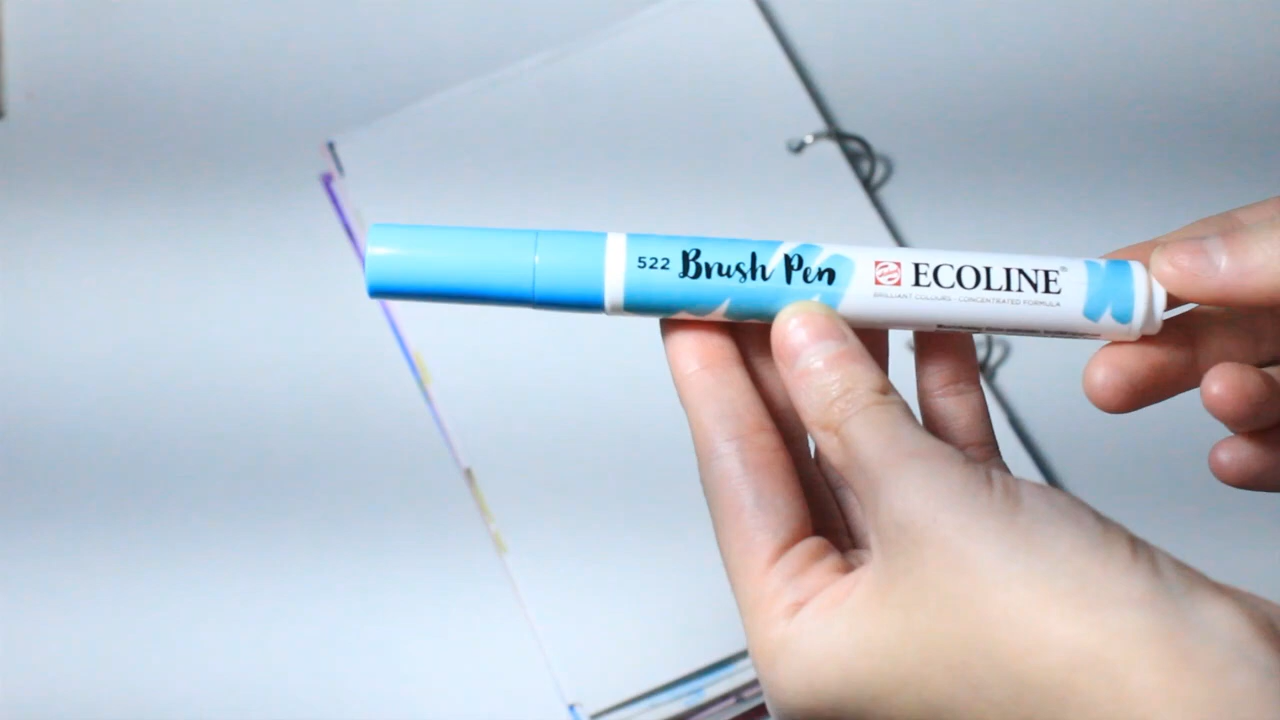 522 Brush Pen
ECOLINE®
BRILLIANT COLOURS - CONCENTRATED FORMULA